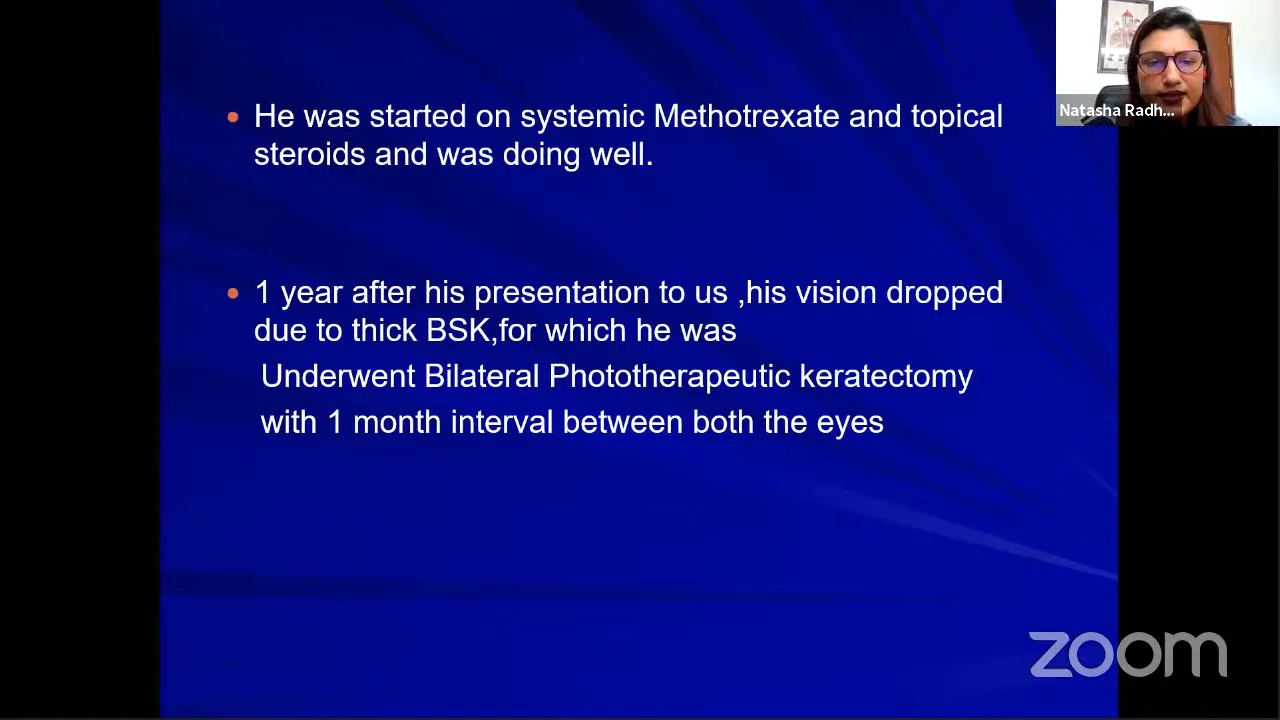 Natasha Radh...
• He was started on systemic Methotrexate and topical
steroids and was doing well.
• 1 year after his presentation to us ,his vision dropped
due to thick BSK,for which he was
Underwent Bilateral Phototherapeutic keratectomy
with 1 month interval between both the eyes
zoom